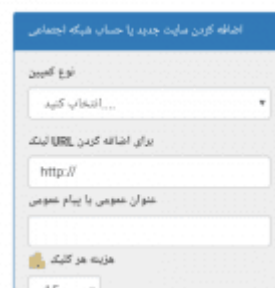 اضافه کردن سایت جدید یا حساب شبکه اجتماعی
نوع کمپین
انتخاب کنید....
برای اضافه کردن URL لینک
http://
عنوان عمومی یا پیام عمومی
هزینه هر کلیک